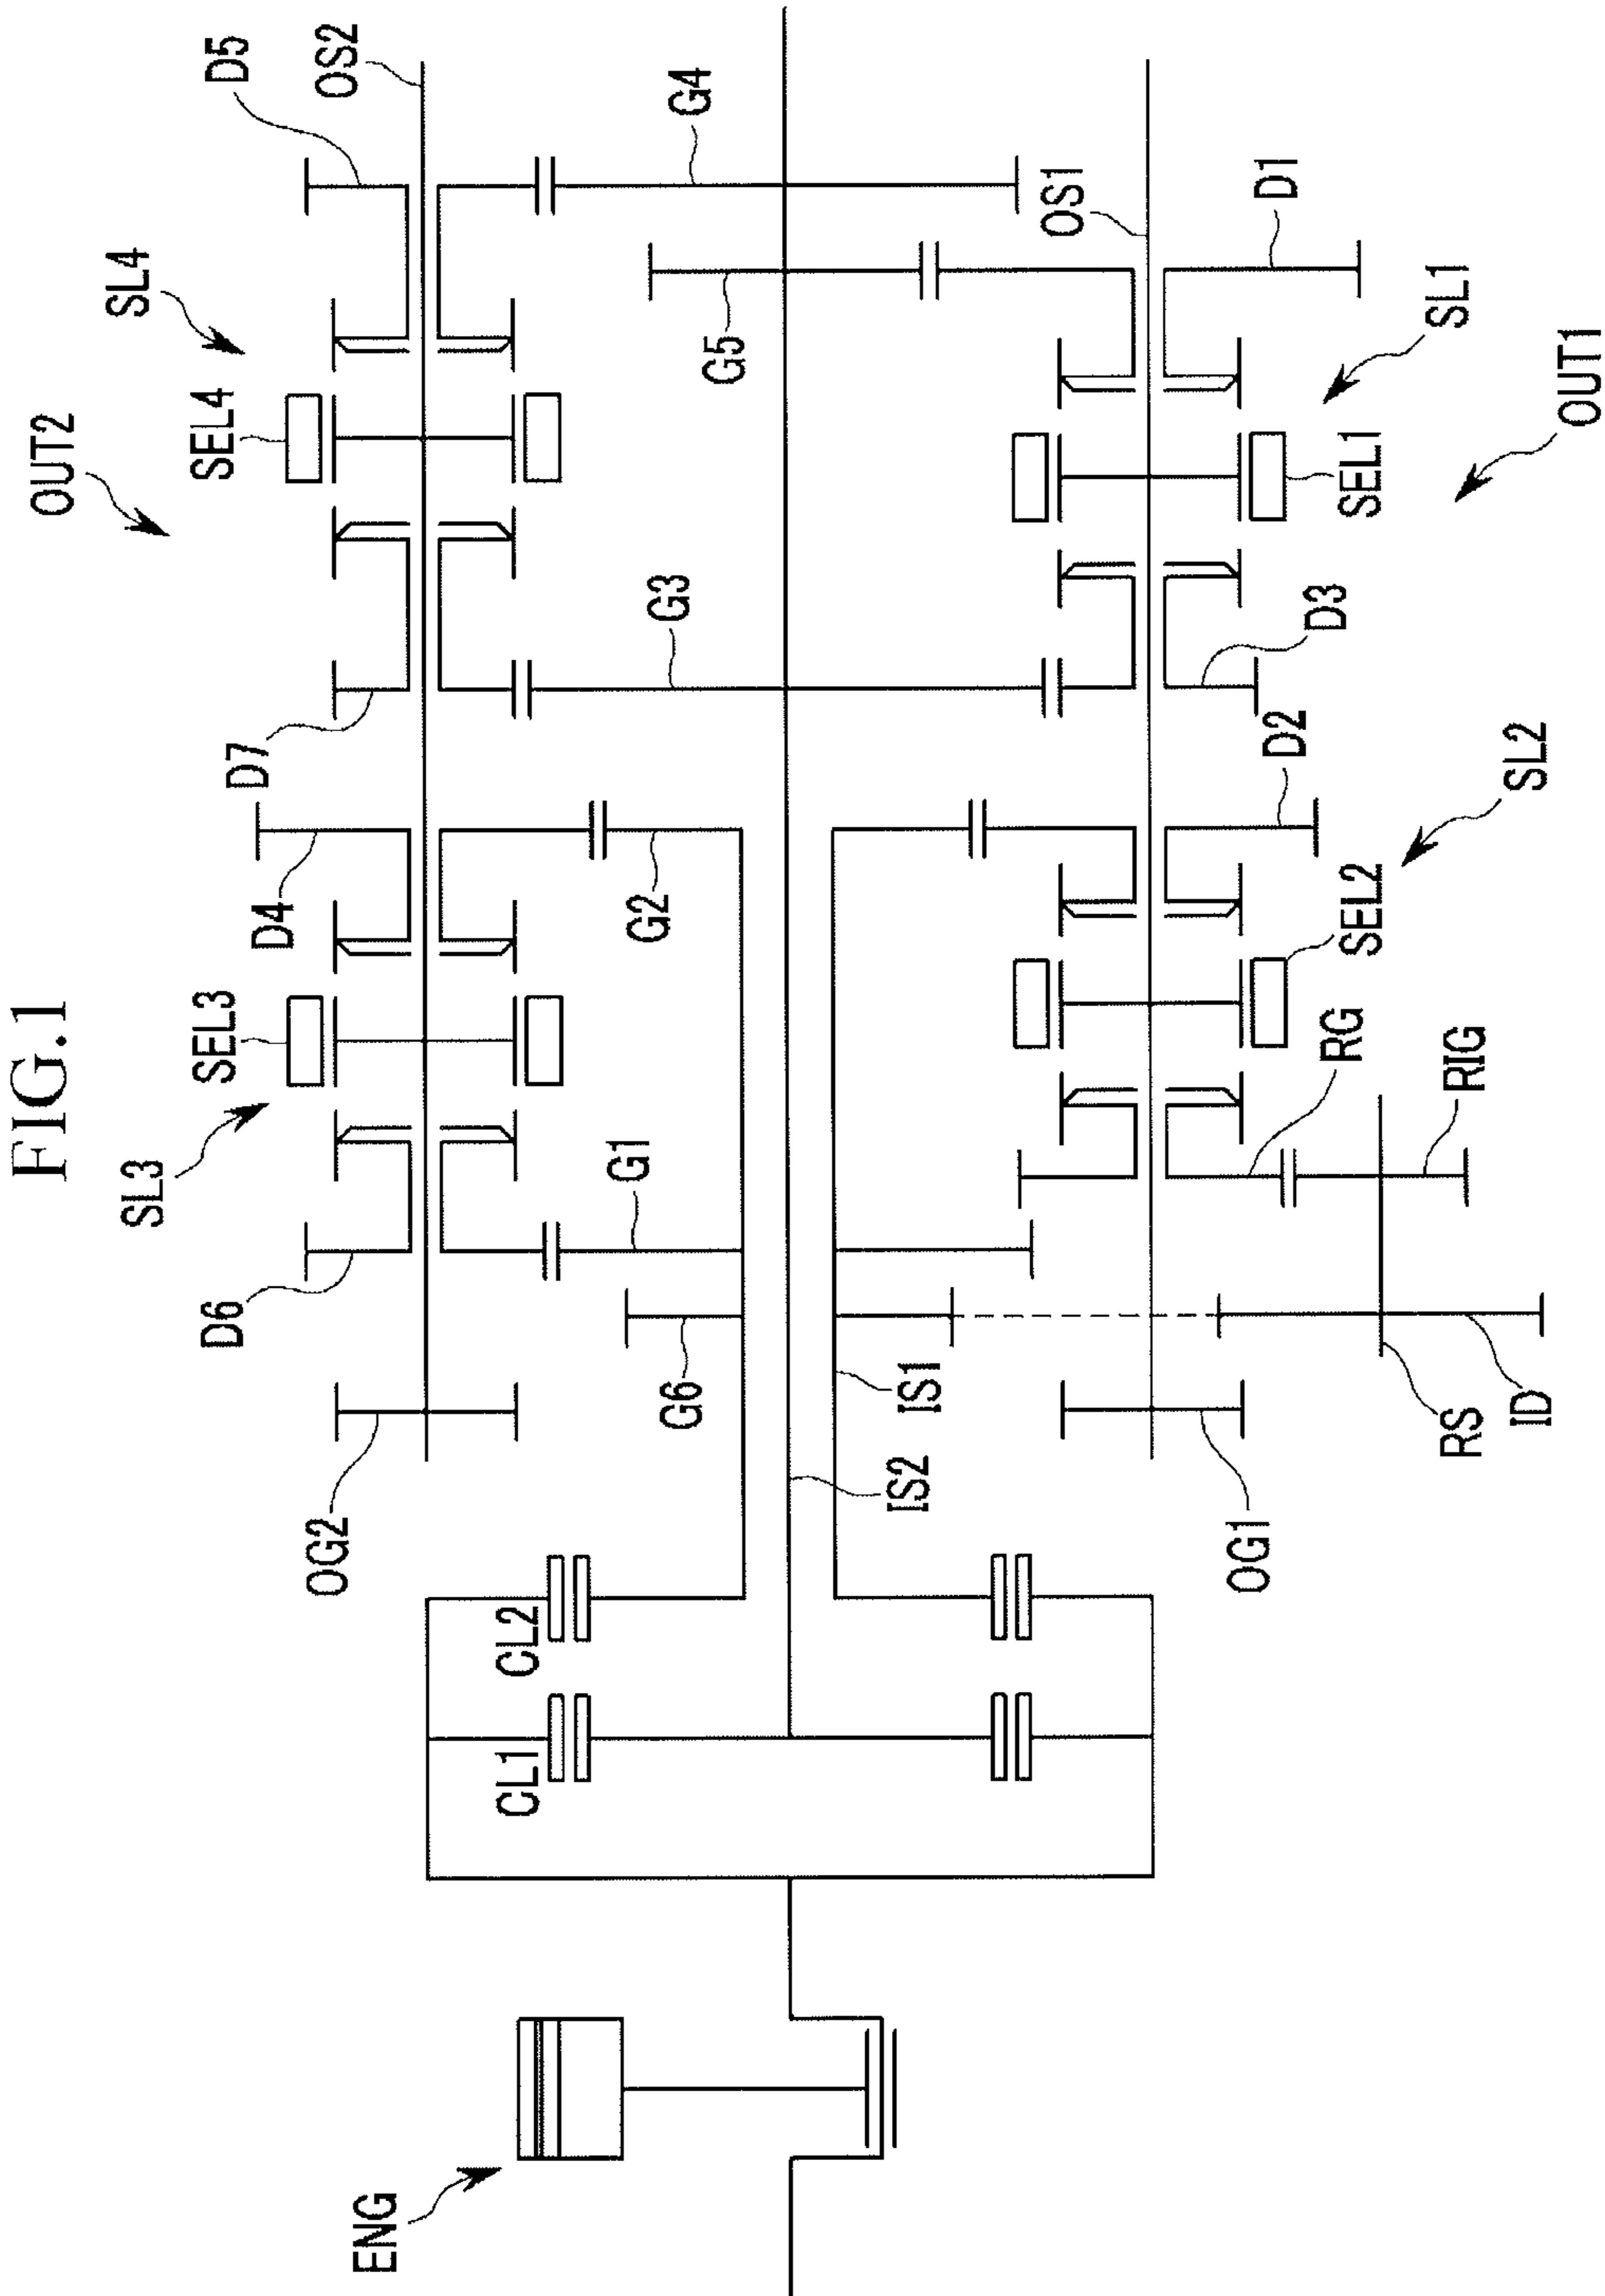 FIG.1
SL3
SEL3
OUT2
SEL4
SL4
D5
OS2
D6
D4
D7
OG2
G1
G2
G3
G4
G6
G5
CL1
CL2
IS2
IS1
OS1
ENG
OG1
RS
ID
RG
RIG
SEL2
SL2
D2
D3
SEL1
SL1
D1
OUT1